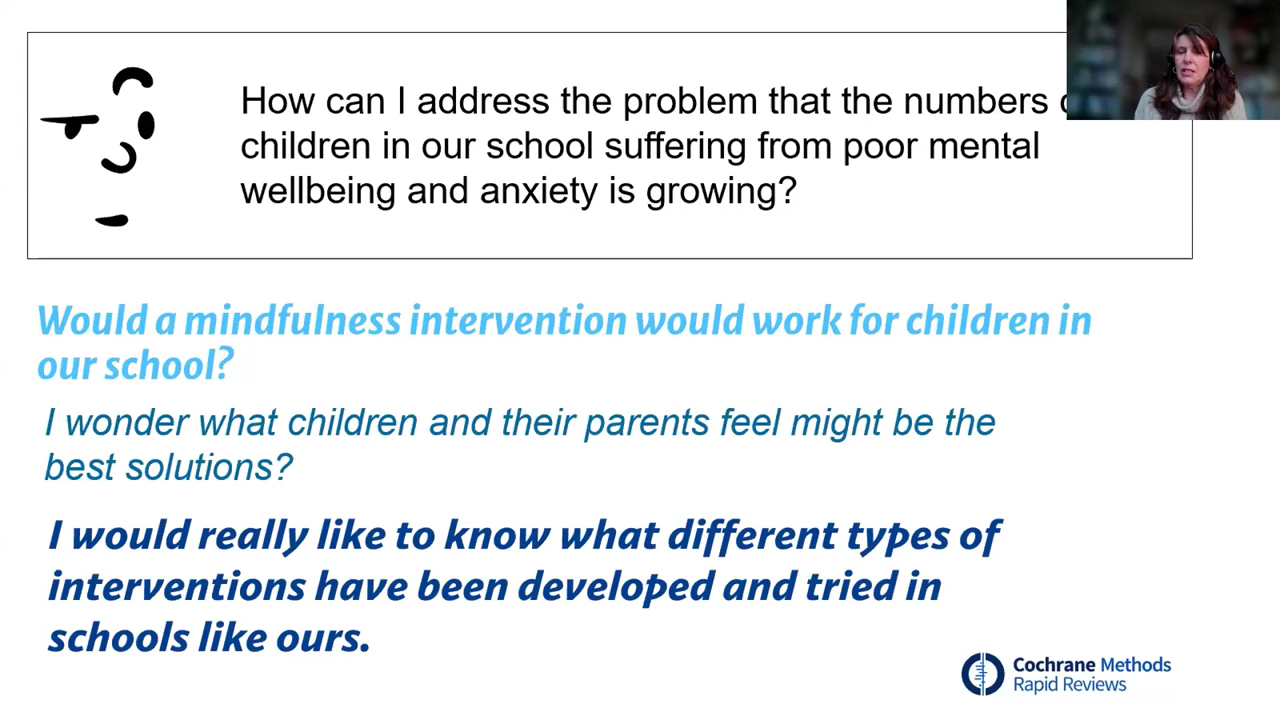 How can I address the problem that the numbers
children in our school suffering from poor mental
wellbeing and anxiety is growing?
Would a mindfulness intervention would work for children in
our school?
I wonder what children and their parents feel might be the
best solutions?
I would really like to know what different types of
interventions have been developed and tried in
schools like ours.
Cochrane Methods
Rapid Reviews